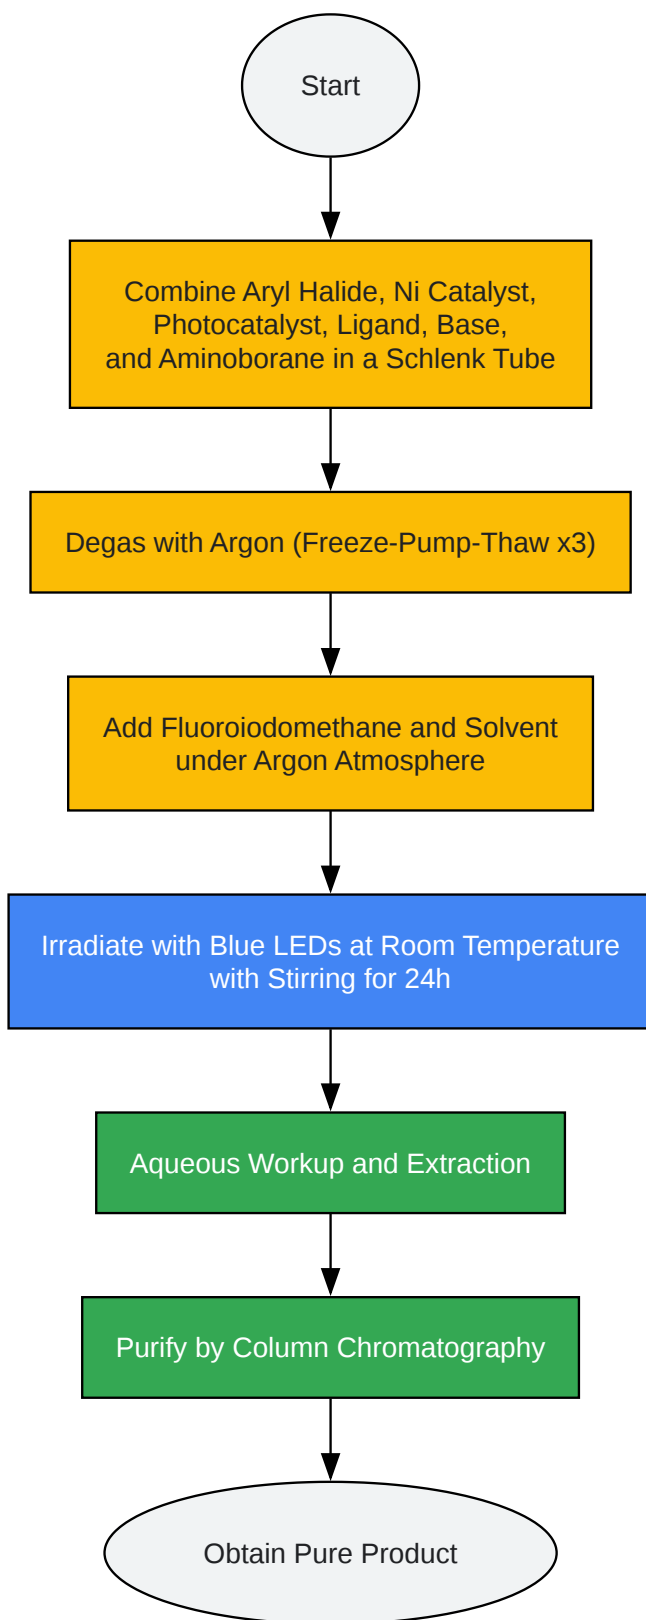 Start
Combine Aryl Halide, Ni Catalyst,
Photocatalyst, Ligand, Base,
and Aminoborane in a Schlenk Tube
Degas with Argon (Freeze-Pump-Thaw x3)
Add Fluoroiodomethane and Solvent
under Argon Atmosphere
Irradiate with Blue LEDs at Room Temperature
with Stirring for 24h
Aqueous Workup and Extraction
Purify by Column Chromatography
Obtain Pure Product